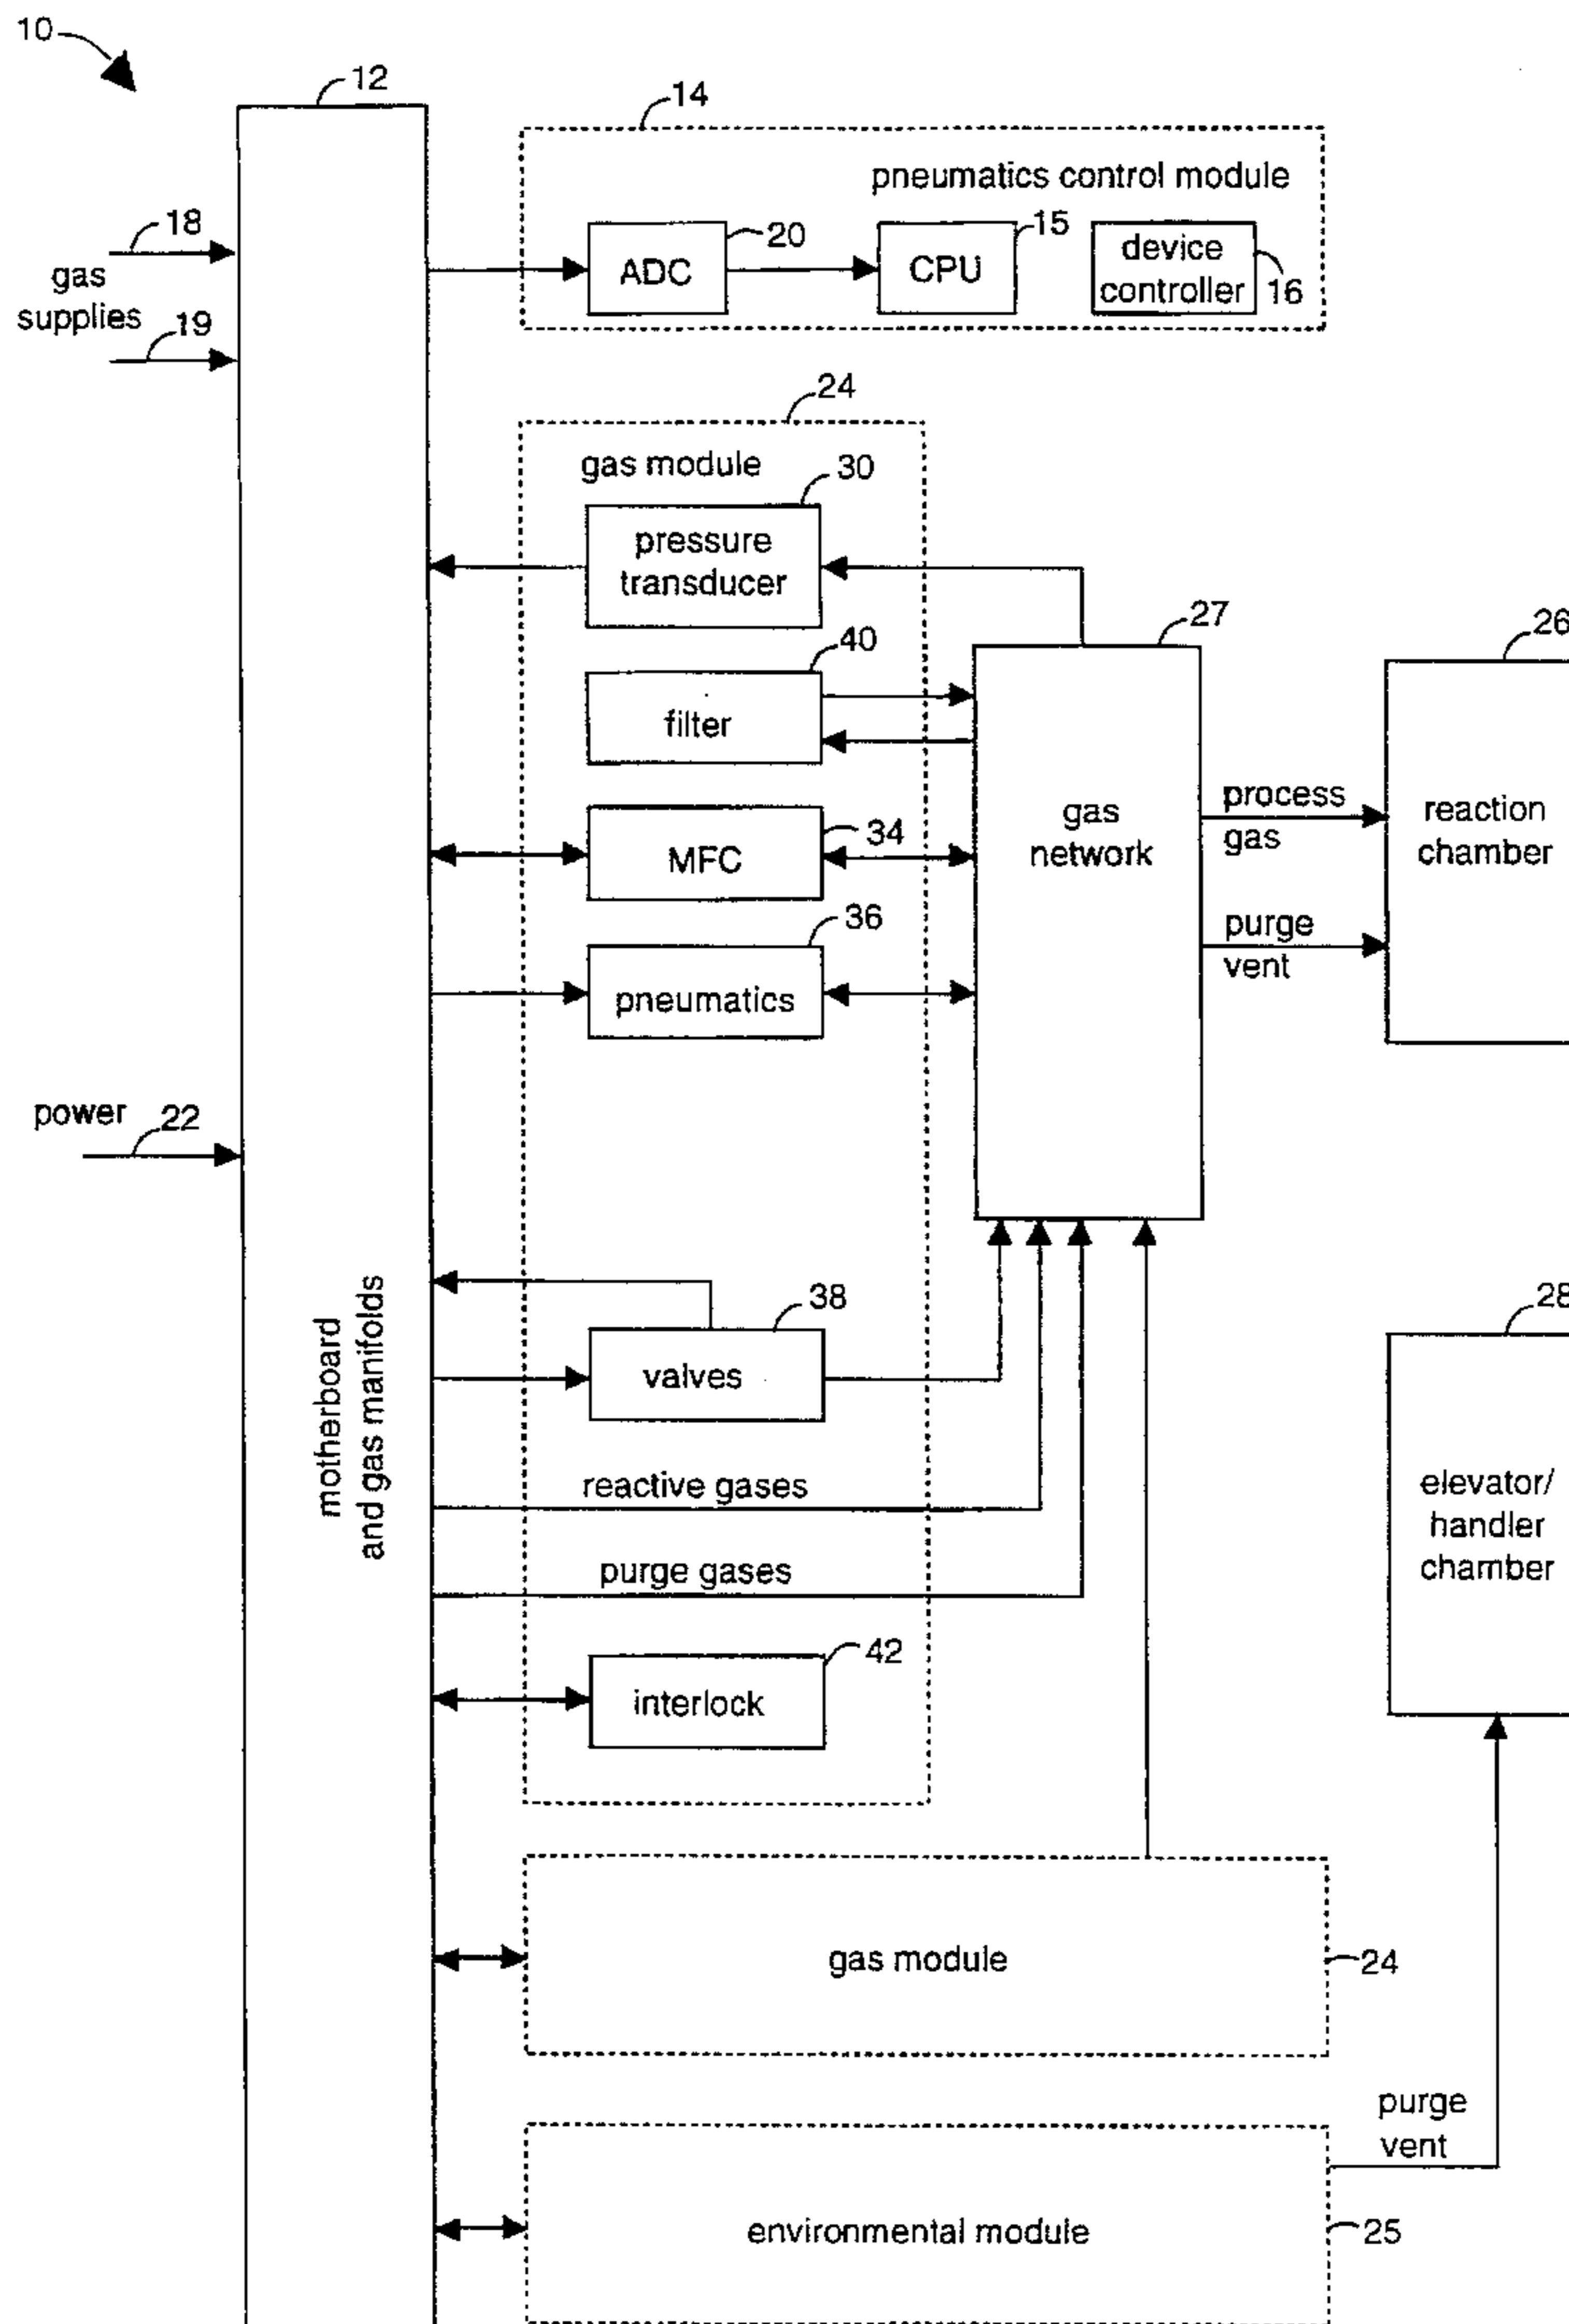 10
12
14
pneumatics control module
18
gas
supplies
19
20
ADC
15
CPU
device
controller
16
24
gas module
30
pressure
transducer
40
filter
34
MFC
36
pneumatics
27
gas
network
process
gas
purge
vent
26
reaction
chamber
power
22
motherboard
and gas manifolds
38
valves
reactive gases
purge gases
42
interlock
28
elevator/
handler
chamber
gas module
24
purge
vent
environmental module
25